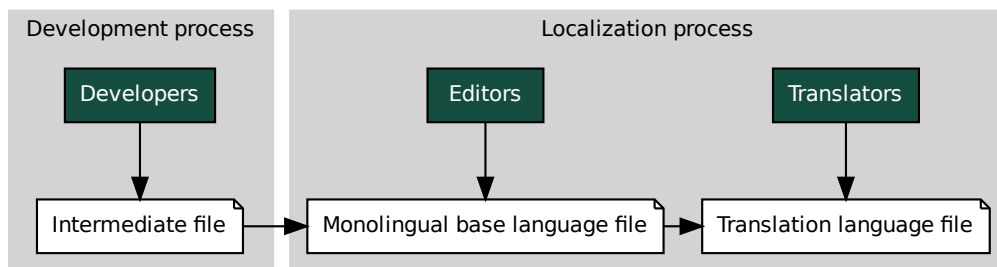 Development process
Localization process
Developers
Editors
Translators
Intermediate file
Monolingual base language file
Translation language file